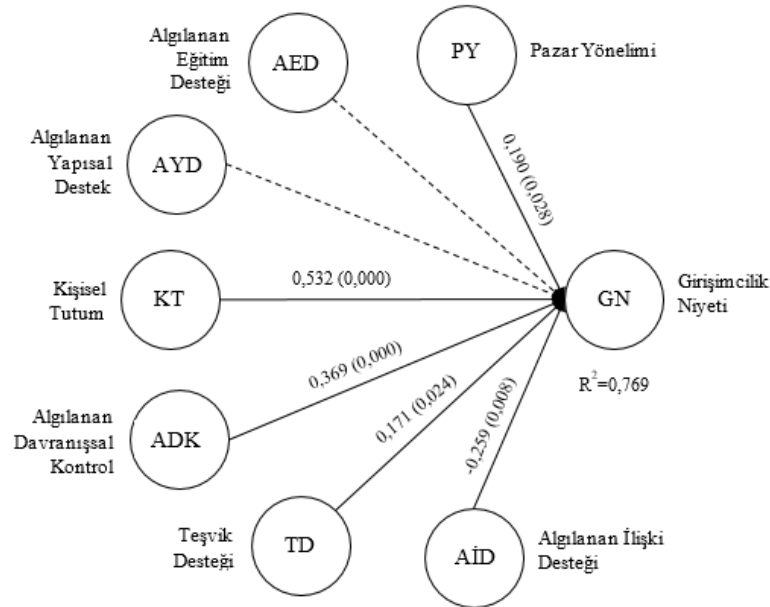 Algılanan
Eğitim
Desteği
AED
PY
Pazar Yönelimi
Algılanan
Yapısal
Destek
AYD
0,190 (0,028)
Kişisel
Tutum
KT
0,532 (0,000)
GN
Girişimcilik
Niyeti
R²=0,769
Algılanan
Davranışsal
Kontrol
ADK
0,369 (0,000)
0,171 (0,024)
-0,259 (0,008)
Teşvik
Desteği
TD
AİD
Algılanan İlişki
Desteği